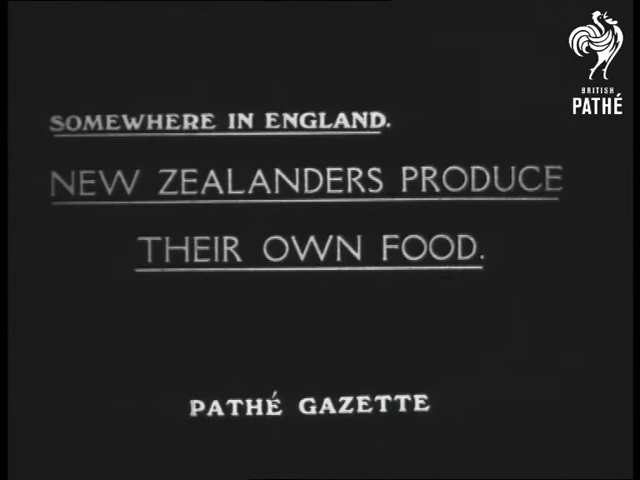 BRITISH
PATHÉ
SOMEWHERE IN ENGLAND.
NEW ZEALANDERS PRODUCE
THEIR OWN FOOD.
PATHÉ GAZETTE